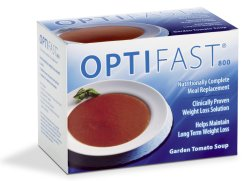 OPTIFAST®
800
Nutritionally Complete
Meal Replacement
Clinically Proven
Weight Loss Solution
Helps Maintain
Long Term Weight Loss
Garden Tomato Soup